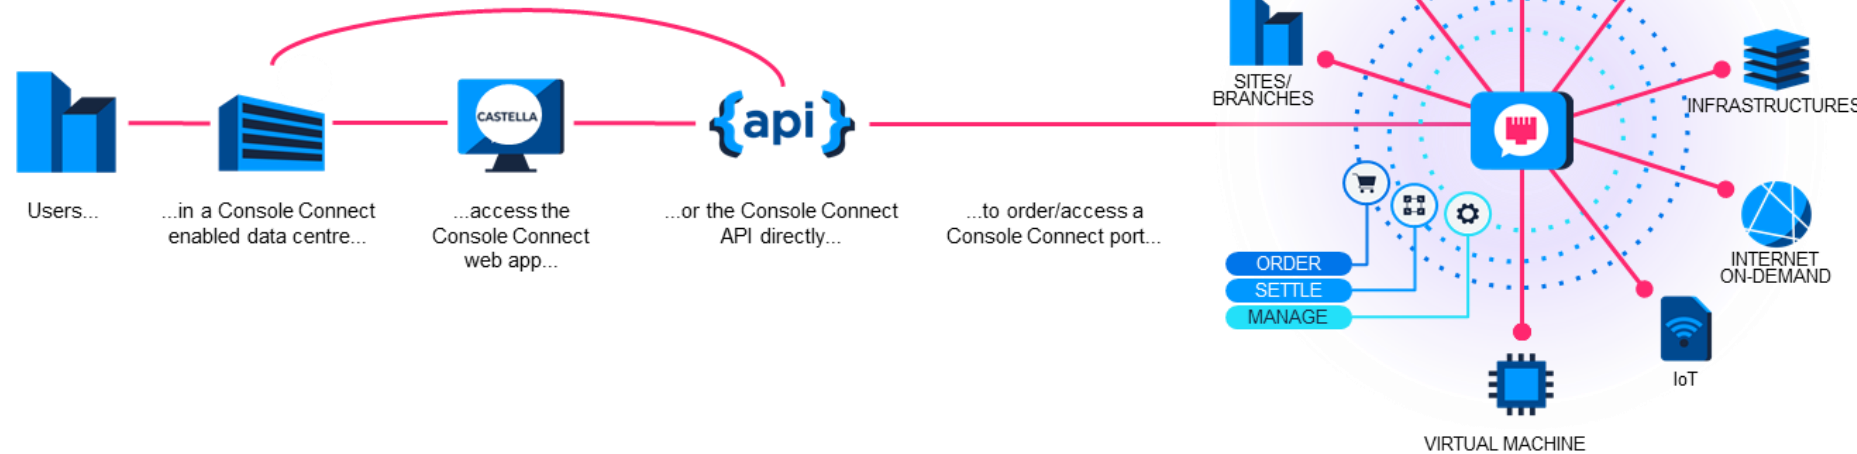 SITES/
BRANCHES
INFRASTRUCTURES
CASTELLA
{api}
Users...
...in a Console Connect
enabled data centre...
...access the
Console Connect
web app...
...or the Console Connect
API directly...
...to order/access a
Console Connect port...
ORDER
SETTLE
MANAGE
INTERNET
ON-DEMAND
IoT
VIRTUAL MACHINE